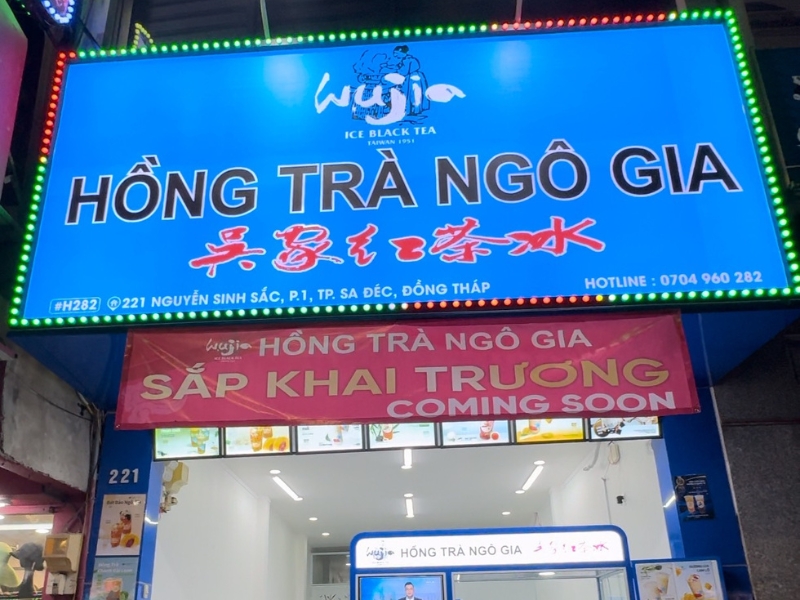 Wujia
ICE BLACK TEA
TAIWAN 1951
HỒNG TRÀ NGÔ GIA
吳家紅茶冰
#H282 221 NGUYỄN SINH SẮC, P.1, TP. SA ĐÉC, ĐỒNG THÁP
HOTLINE : 0704 960 282
Wujia HỒNG TRÀ NGÔ GIA
SẮP KHAI TRƯƠNG
COMING SOON
221
Wujia HỒNG TRÀ NGÔ GIA 吳家紅茶冰